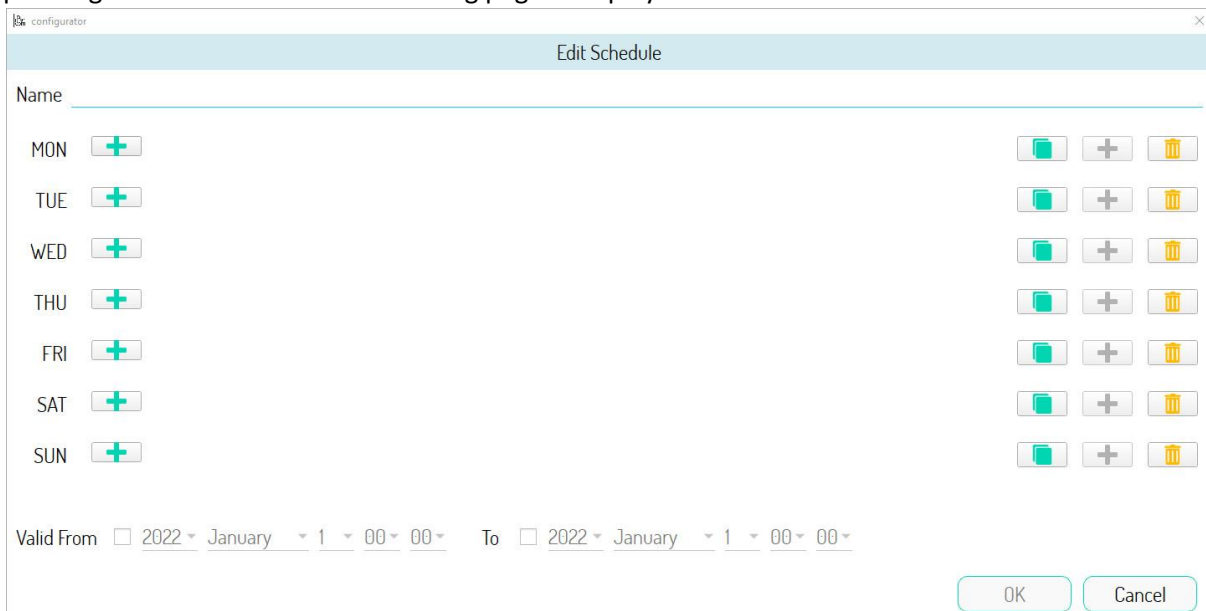 configurator
Edit Schedule
Name
MON
TUE
WED
THU
FRI
SAT
SUN
Valid From 2022 January 1 00 00 To 2022 January 1 00 00
OK Cancel